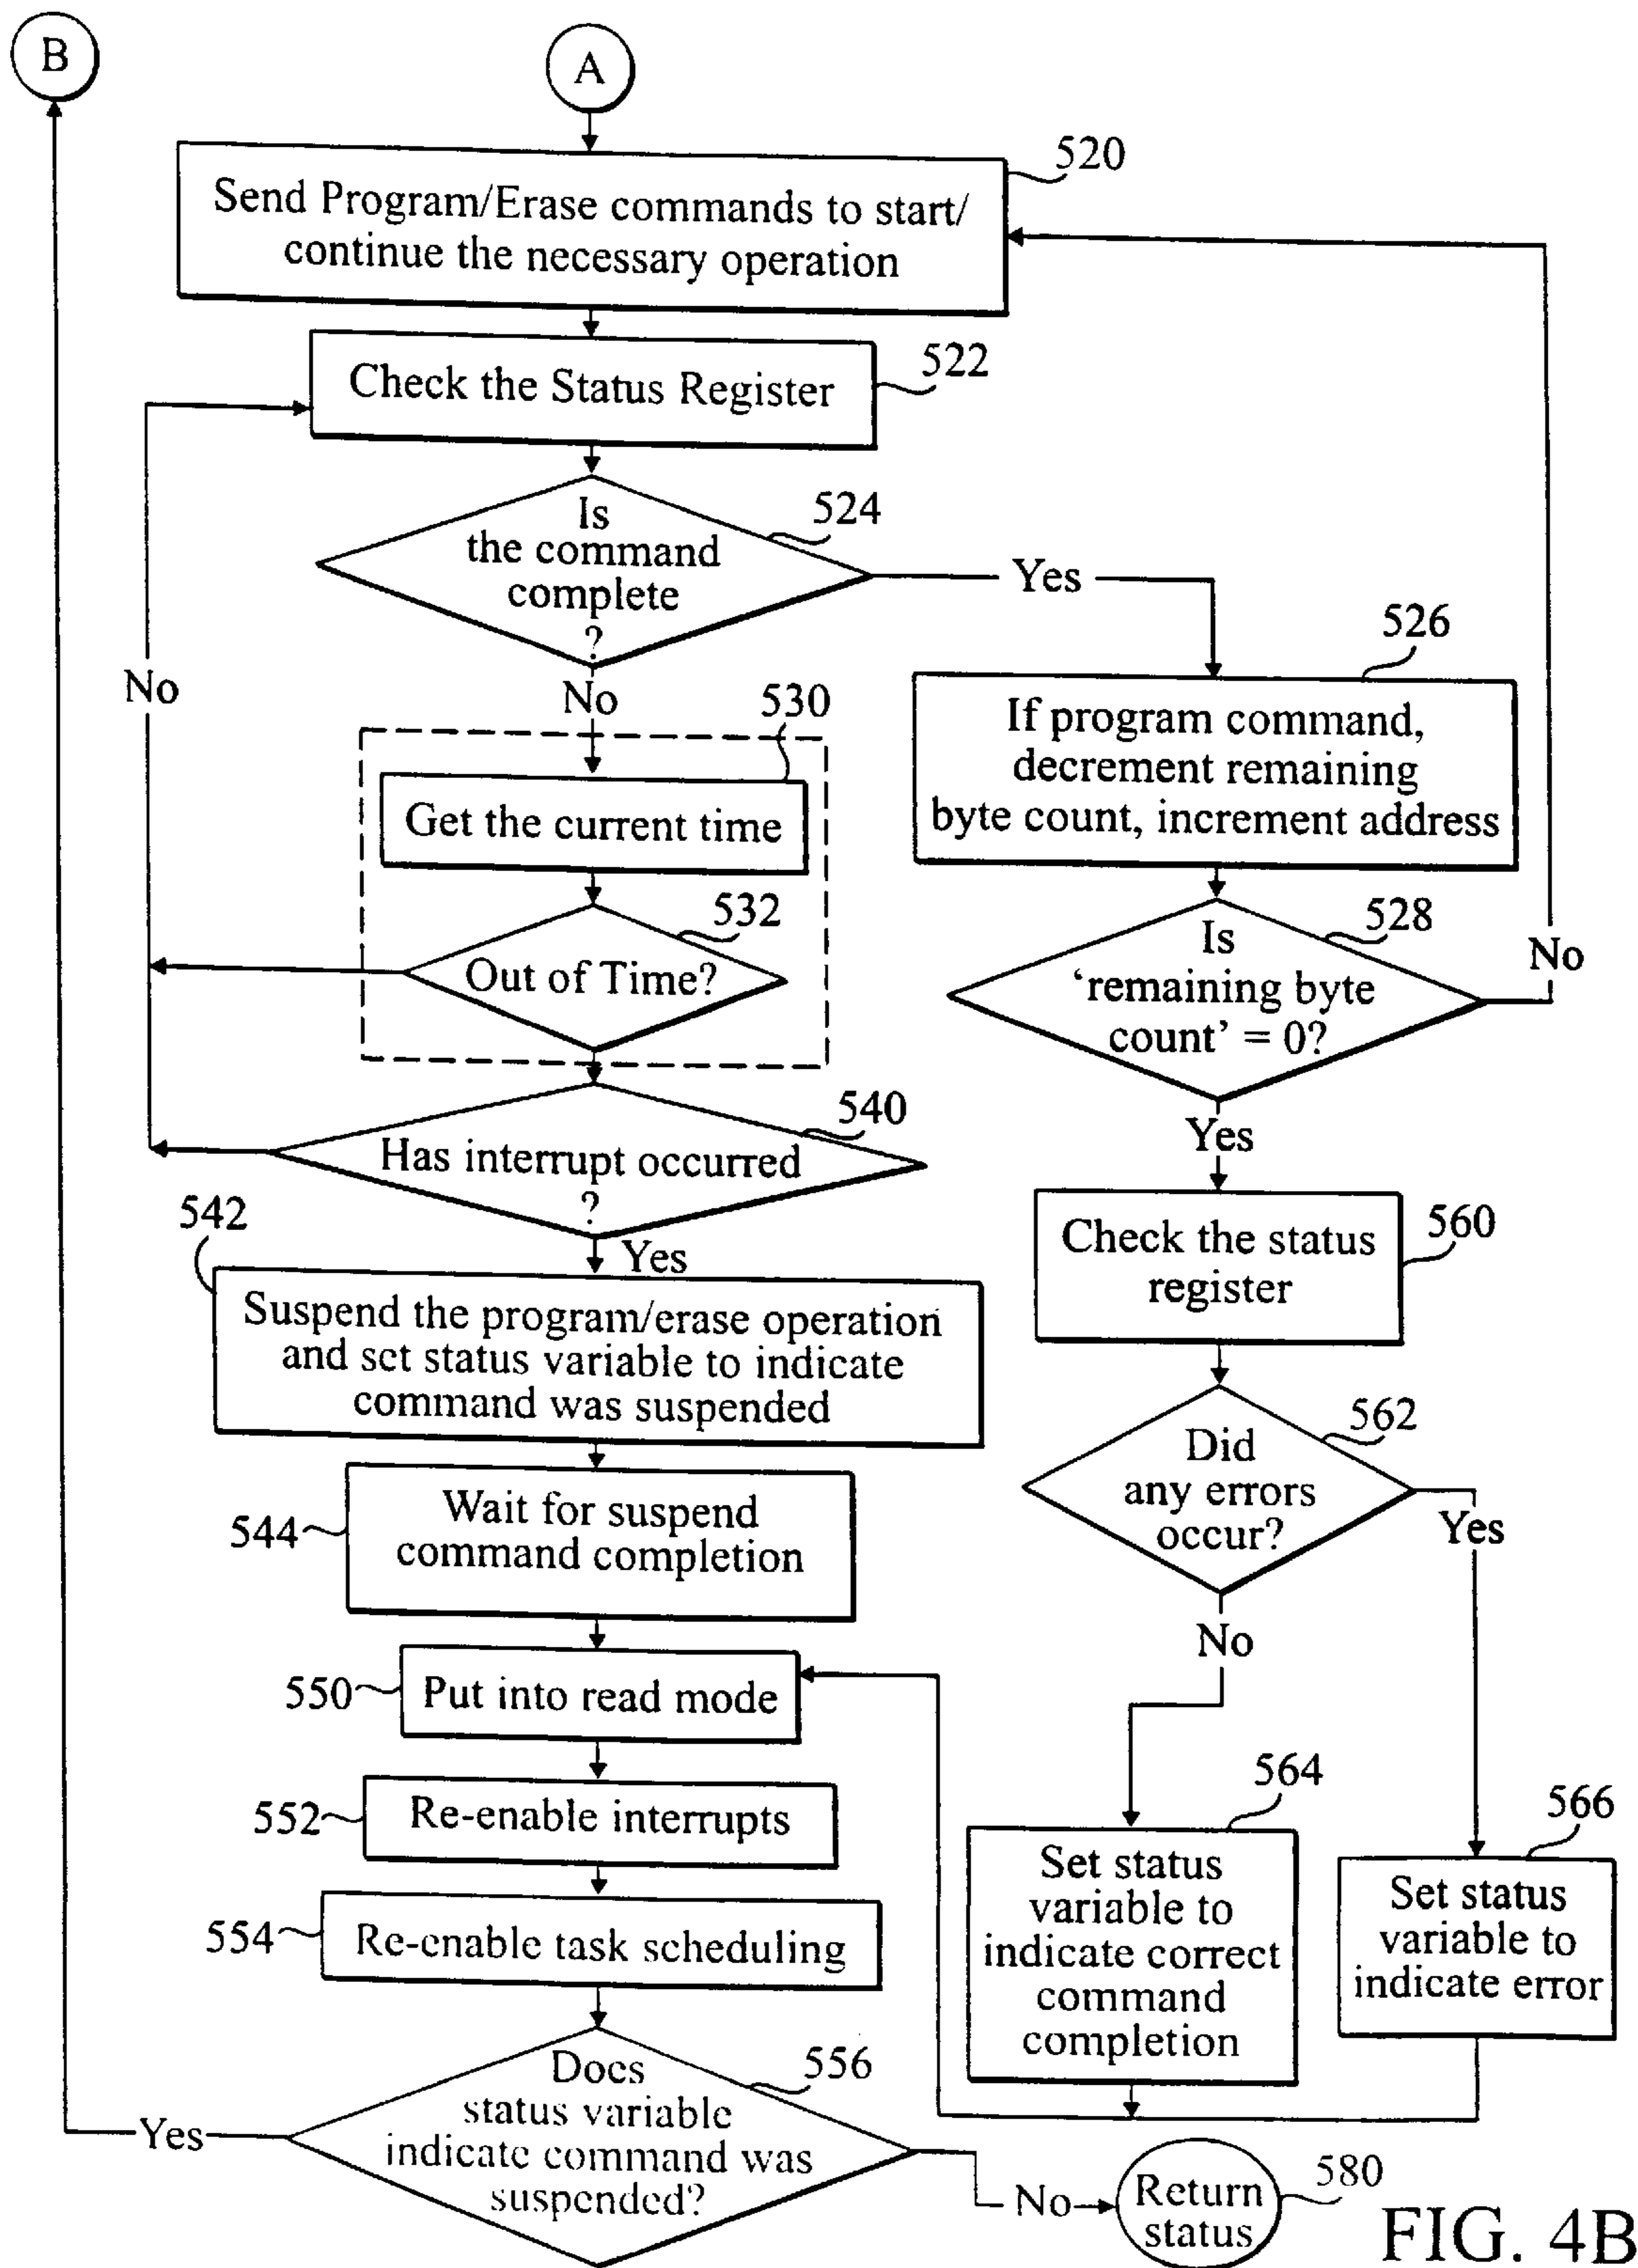 B
A
520
Send Program/Erase commands to start/
continue the necessary operation
522
Check the Status Register
524
Is
the command
complete
?
Yes
No
No
526
If program command,
decrement remaining
byte count, increment address
530
Get the current time
532
Out of Time?
528
Is
'remaining byte
count' = 0?
No
Yes
540
Has interrupt occurred
?
Yes
542
Suspend the program/erase operation
and set status variable to indicate
command was suspended
560
Check the status
register
562
Did
any errors
occur?
Yes
No
544
Wait for suspend
command completion
550
Put into read mode
552
Re-enable interrupts
554
Re-enable task scheduling
564
Set status
variable to
indicate correct
command
completion
566
Set status
variable to
indicate error
556
Does
status variable
indicate command was
suspended?
Yes
No
Return
status
580
FIG. 4B